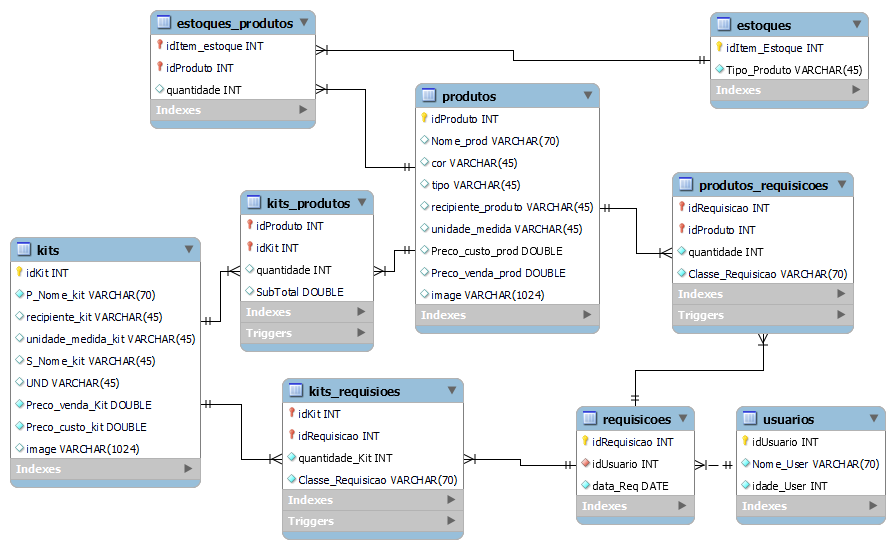 estoques_produtos
idItem_estoque INT
idProduto INT
quantidade INT
Indexes
estoques
idItem_Estoque INT
Tipo_Produto VARCHAR(45)
Indexes
produtos
idProduto INT
Nome_prod VARCHAR(70)
cor VARCHAR(45)
tipo VARCHAR(45)
recipiente_produto VARCHAR(45)
unidade_medida VARCHAR(45)
Preco_custo_prod DOUBLE
Preco_venda_prod DOUBLE
image VARCHAR(1024)
Indexes
produtos_requisicoes
idRequisicao INT
idProduto INT
quantidade INT
Classe_Requisicao VARCHAR(70)
Indexes
Triggers
kits_produtos
idProduto INT
idKit INT
quantidade INT
SubTotal DOUBLE
Indexes
Triggers
kits
idKit INT
P_Nome_kit VARCHAR(70)
recipiente_kit VARCHAR(45)
unidade_medida_kit VARCHAR(45)
S_Nome_kit VARCHAR(45)
UND VARCHAR(45)
Preco_venda_Kit DOUBLE
Preco_custo_kit DOUBLE
image VARCHAR(1024)
Indexes
kits_requisioes
idKit INT
idRequisicao INT
quantidade_Kit INT
Classe_Requisicao VARCHAR(70)
Indexes
Triggers
requisicoes
idRequisicao INT
idUsuario INT
data_Req DATE
Indexes
usuarios
idUsuario INT
Nome_User VARCHAR(70)
idade_User INT
Indexes